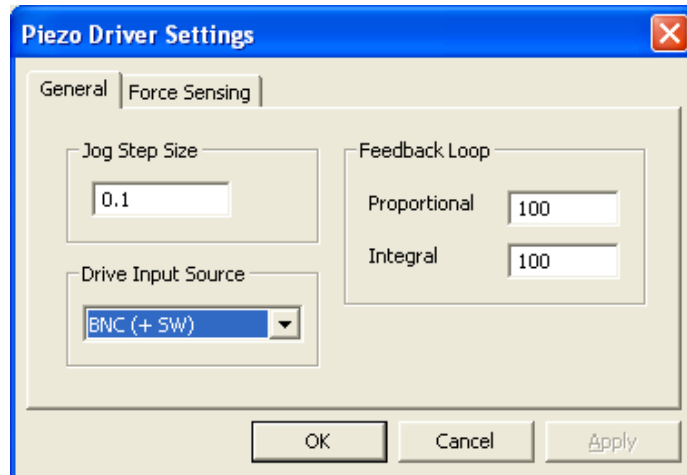 Piezo Driver Settings
General
Force Sensing
Jog Step Size
0.1
Drive Input Source
BNC (+ SW)
Feedback Loop
Proportional
100
Integral
100
OK
Cancel
Apply